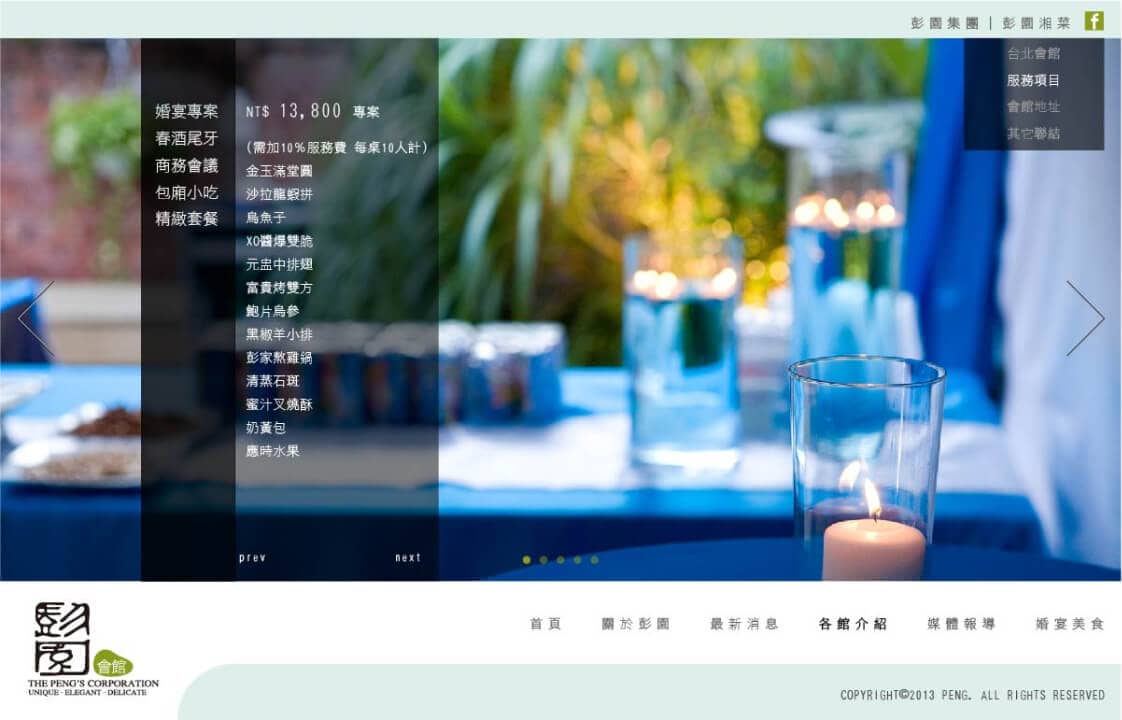 彭園集團 | 彭園湘菜 f
台北會館
服務項目
會館地址
其它聯結
婚宴專案
春酒尾牙
商務會議
包廂小吃
精緻套餐
NT$ 13,800 專案
(需加10%服務費 每桌10人計)
金玉滿堂圓
沙拉龍蝦拼
烏魚子
XO醬爆雙脆
元盅中排翅
富貴烤雙方
鮑片烏參
黑椒羊小排
彭家熬雞鍋
清蒸石斑
蜜汁叉燒酥
奶黃包
應時水果
prev next
彭園
會館
THE PENG'S CORPORATION
UNIQUE · ELEGANT · DELICATE
首頁 關於彭園 最新消息 各館介紹 媒體報導 婚宴美食
COPYRIGHT©2013 PENG. ALL RIGHTS RESERVED